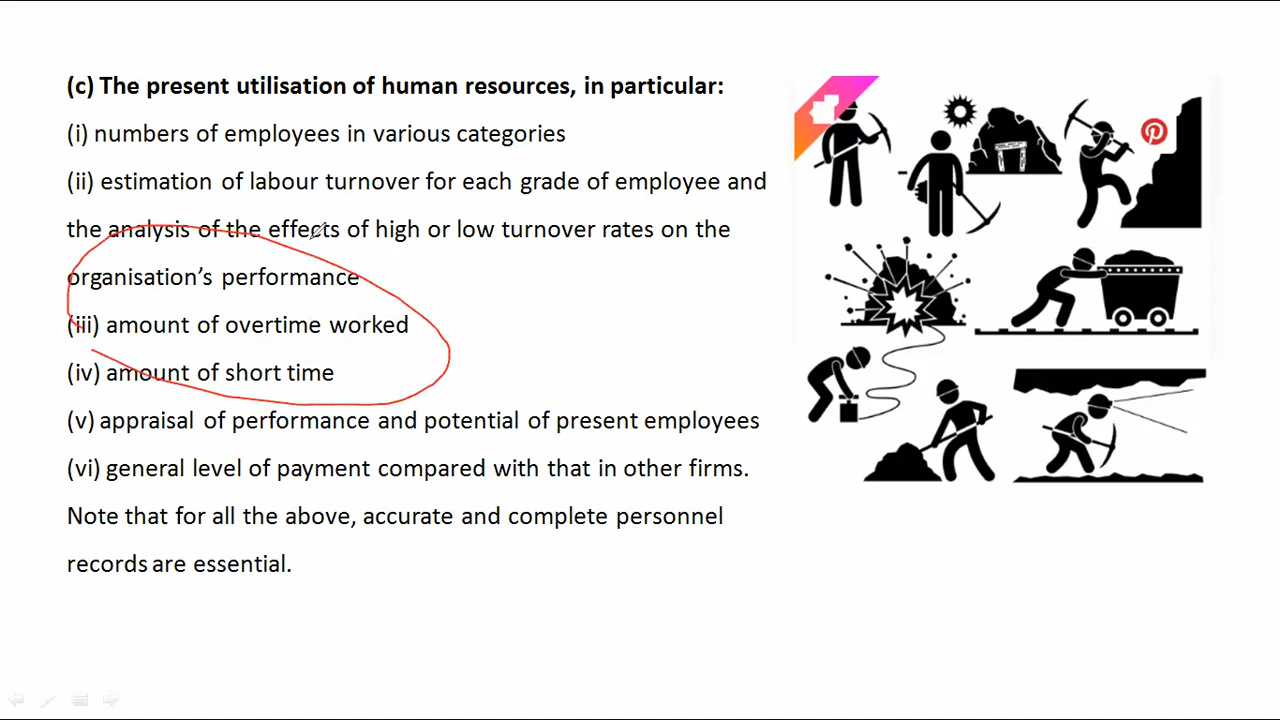 (c) The present utilisation of human resources, in particular:
(i) numbers of employees in various categories
(ii) estimation of labour turnover for each grade of employee and
the analysis of the effects of high or low turnover rates on the
organisation’s performance
(iii) amount of overtime worked
(iv) amount of short time
(v) appraisal of performance and potential of present employees
(vi) general level of payment compared with that in other firms.
Note that for all the above, accurate and complete personnel
records are essential.